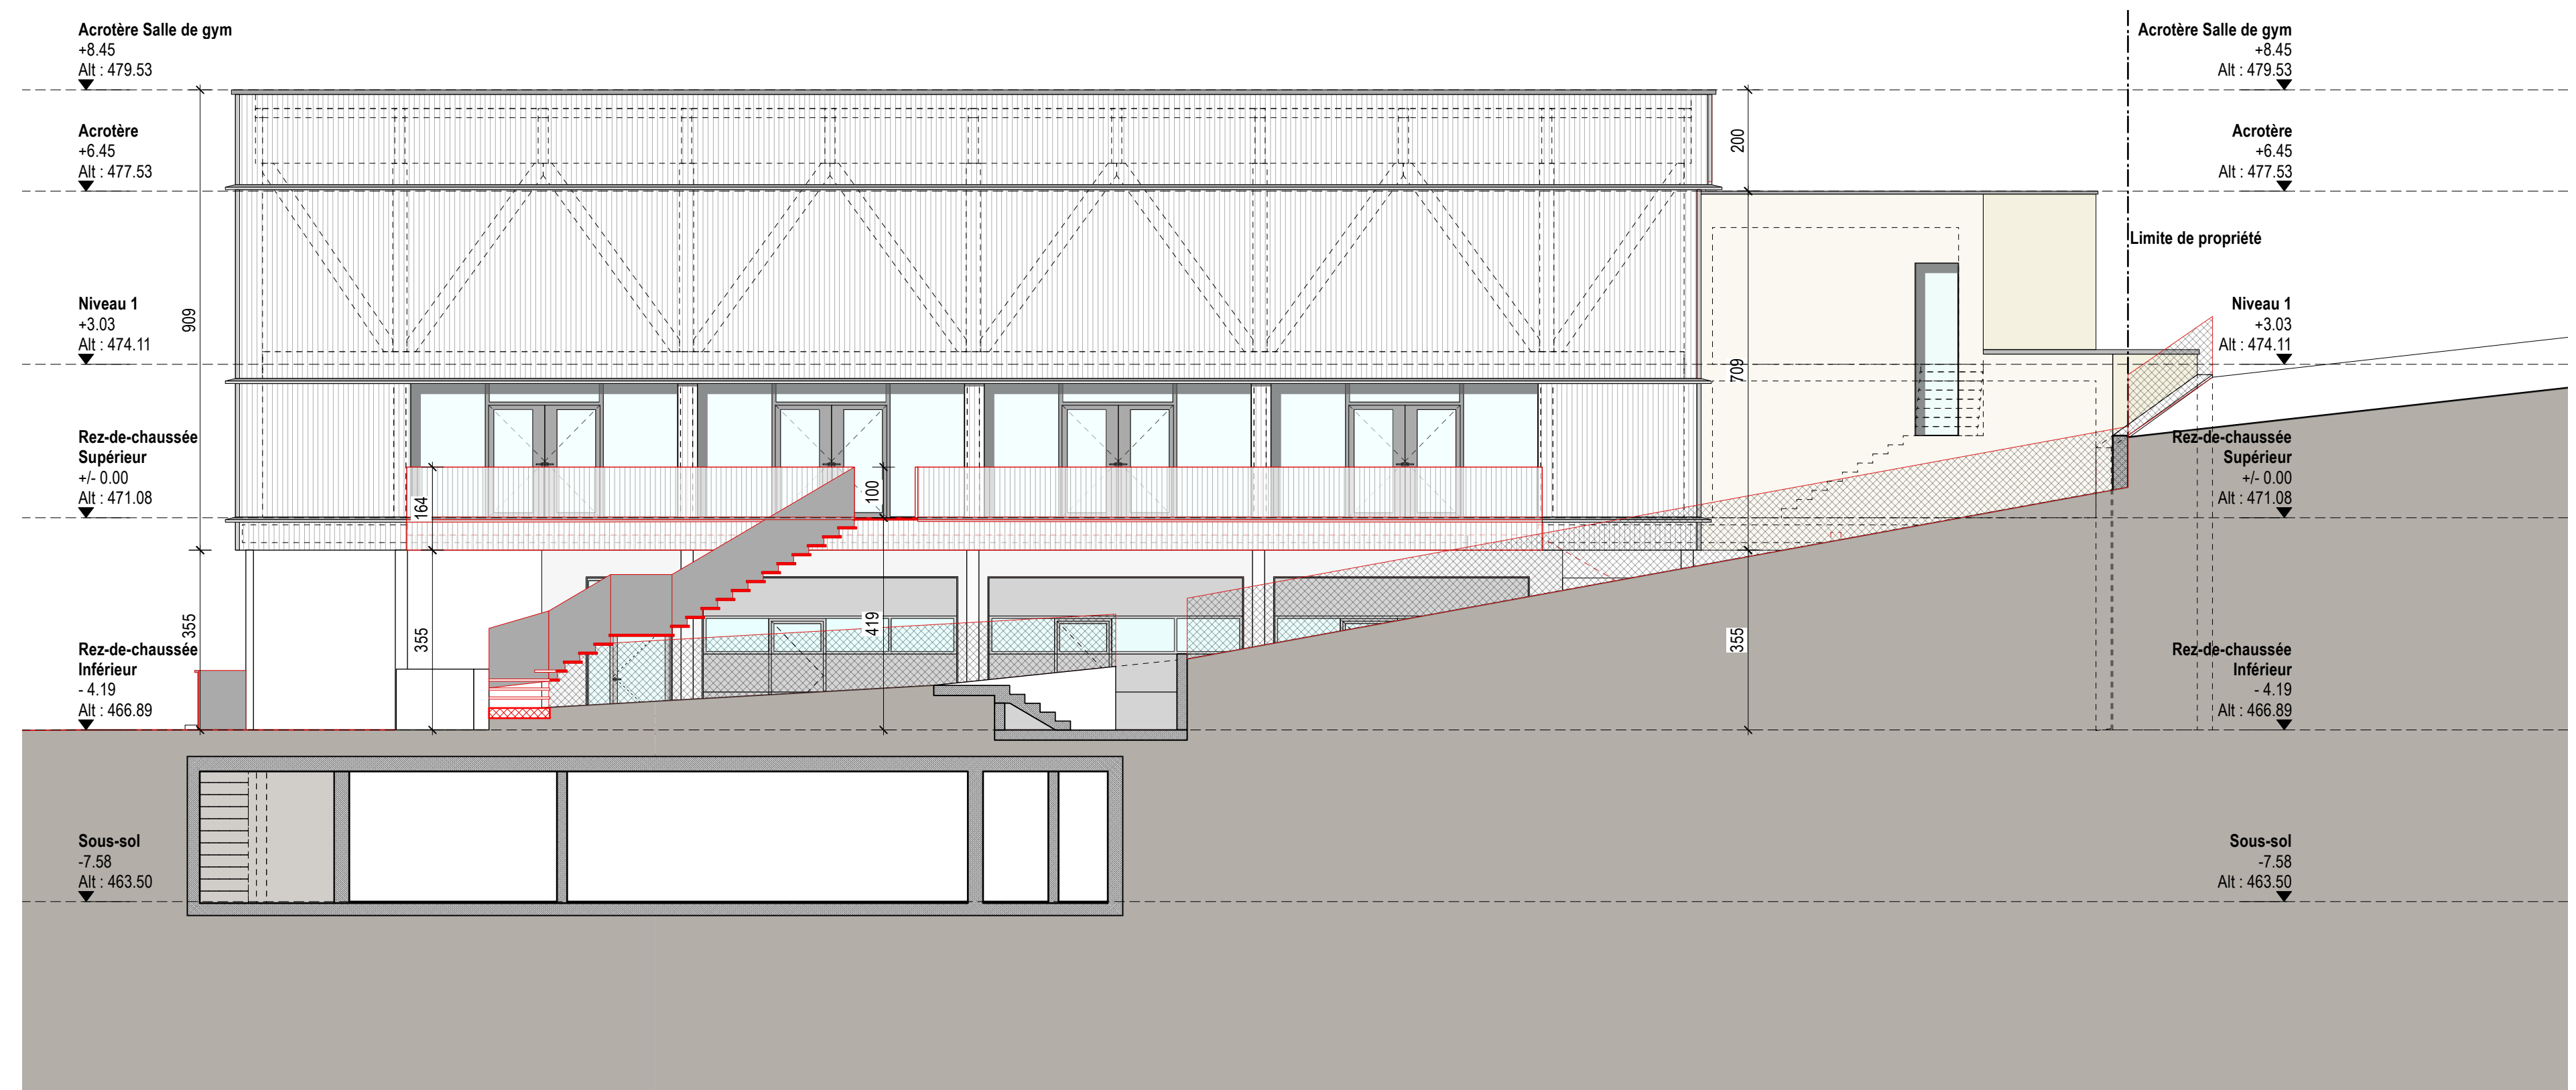 Acrotère Salle de gym
+8.45
Alt : 479.53
Acrotère
+6.45
Alt : 477.53
Niveau 1
+3.03
Alt : 474.11
Rez-de-chaussée
Supérieur
+/- 0.00
Alt : 471.08
Rez-de-chaussée
Inférieur
- 4.19
Alt : 466.89
Sous-sol
-7.58
Alt : 463.50
909
355
164
355
100
419
200
709
355
Acrotère Salle de gym
+8.45
Alt : 479.53
Acrotère
+6.45
Alt : 477.53
Limite de propriété
Niveau 1
+3.03
Alt : 474.11
Rez-de-chaussée
Supérieur
+/- 0.00
Alt : 471.08
Rez-de-chaussée
Inférieur
- 4.19
Alt : 466.89
Sous-sol
-7.58
Alt : 463.50